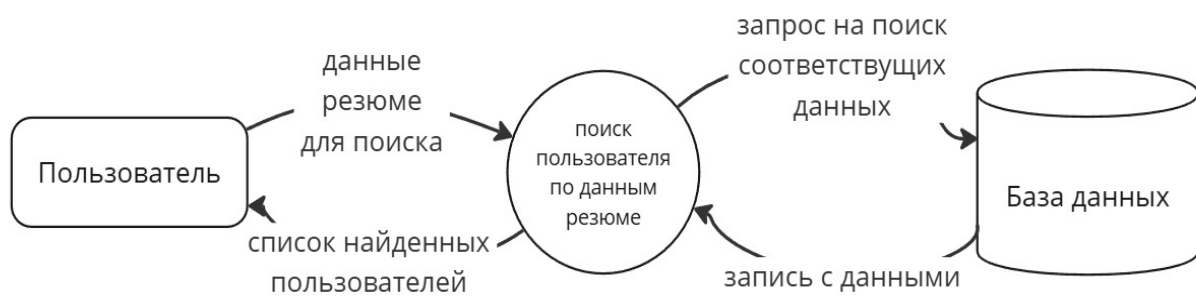 Пользователь
данные
резюме
для поиска
поиск
пользователя
по данным
резюме
запрос на поиск
соответствущих
данных
База данных
запись с данными
список найденных
пользователей